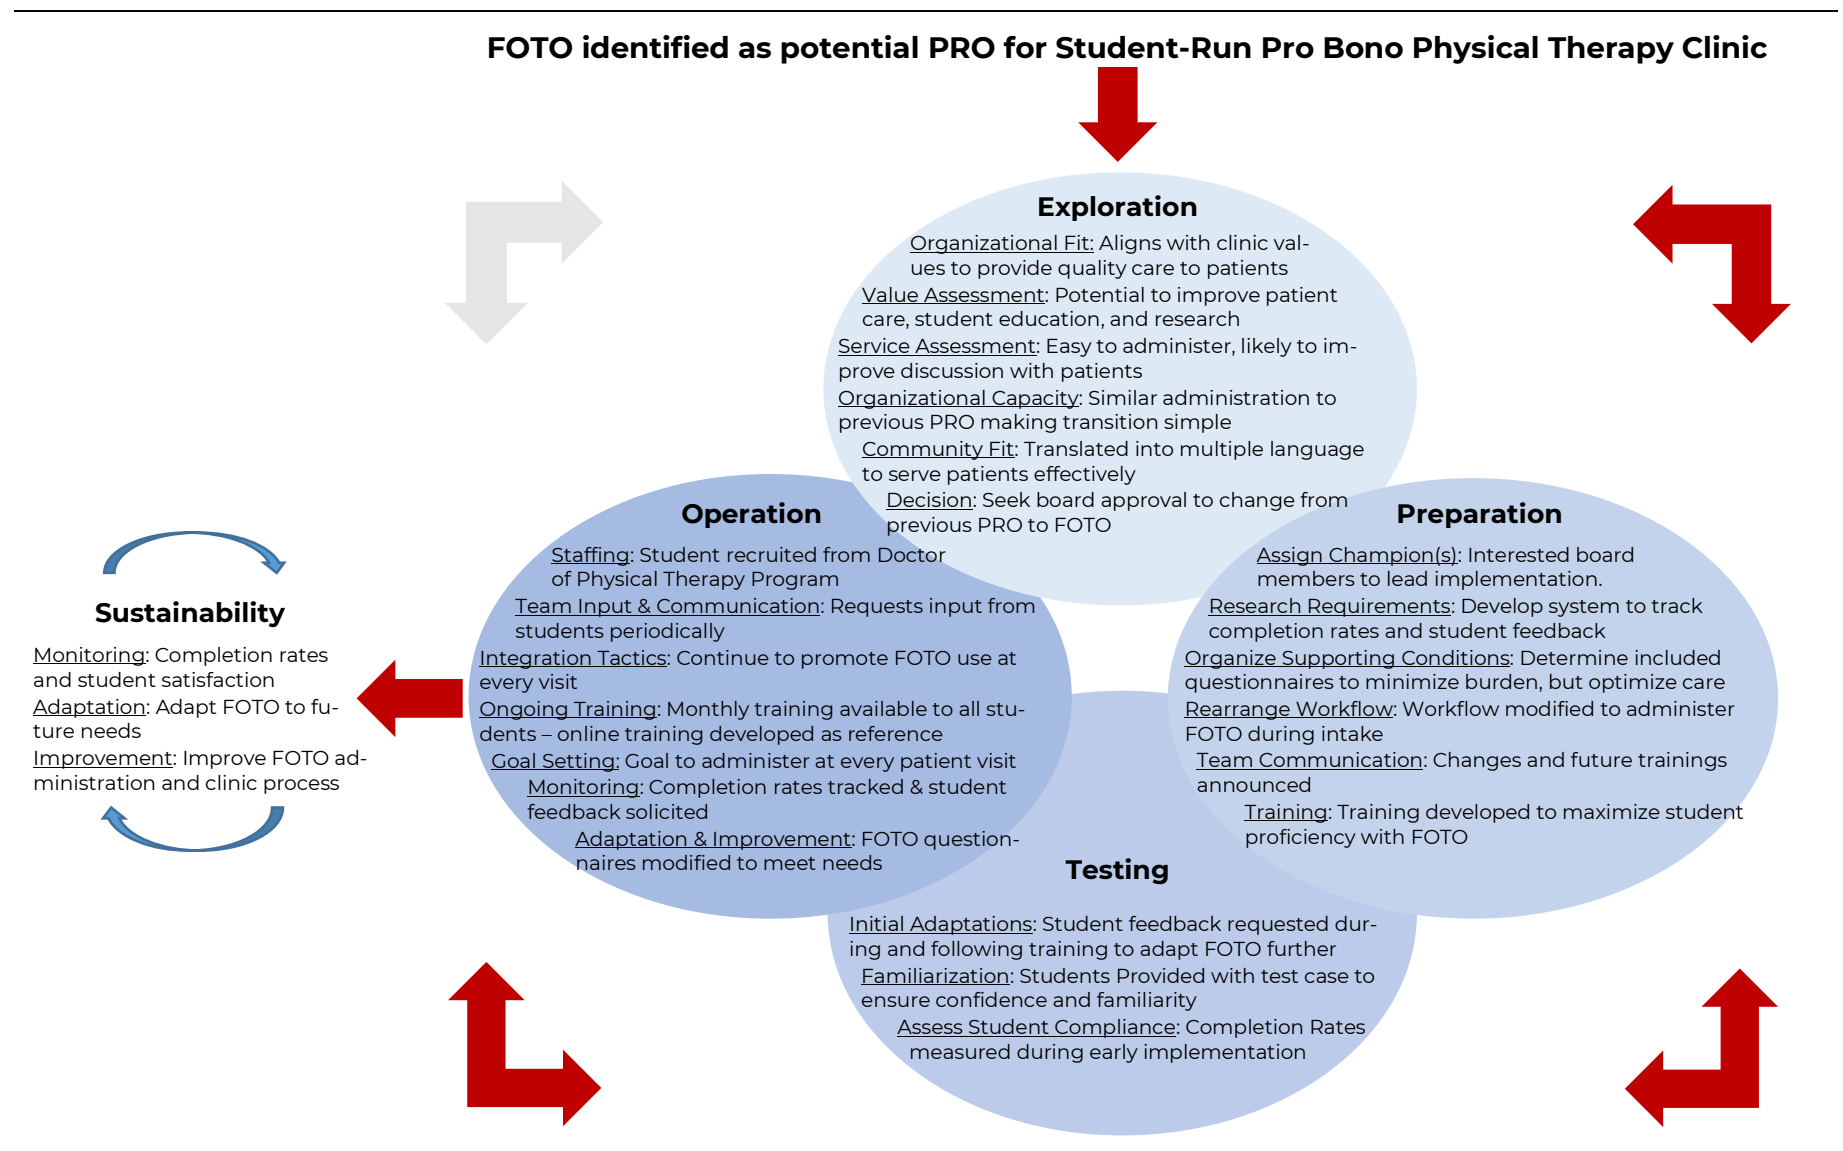 FOTO identified as potential PRO for Student-Run Pro Bono Physical Therapy Clinic
Exploration
Organizational Fit: Aligns with clinic val-
ues to provide quality care to patients
Value Assessment: Potential to improve patient
care, student education, and research
Service Assessment: Easy to administer, likely to im-
prove discussion with patients
Organizational Capacity: Similar administration to
previous PRO making transition simple
Community Fit: Translated into multiple language
to serve patients effectively
Decision: Seek board approval to change from
previous PRO to FOTO
Preparation
Assign Champion(s): Interested board
members to lead implementation.
Research Requirements: Develop system to track
completion rates and student feedback
Organize Supporting Conditions: Determine included
questionnaires to minimize burden, but optimize care
Rearrange Workflow: Workflow modified to administer
FOTO during intake
Team Communication: Changes and future trainings
announced
Training: Training developed to maximize student
proficiency with FOTO
Testing
Initial Adaptations: Student feedback requested dur-
ing and following training to adapt FOTO further
Familiarization: Students Provided with test case to
ensure confidence and familiarity
Assess Student Compliance: Completion Rates
measured during early implementation
Operation
Staffing: Student recruited from Doctor
of Physical Therapy Program
Team Input & Communication: Requests input from
students periodically
Integration Tactics: Continue to promote FOTO use at
every visit
Ongoing Training: Monthly training available to all stu-
dents – online training developed as reference
Goal Setting: Goal to administer at every patient visit
Monitoring: Completion rates tracked & student
feedback solicited
Adaptation & Improvement: FOTO question-
naires modified to meet needs
Sustainability
Monitoring: Completion rates
and student satisfaction
Adaptation: Adapt FOTO to fu-
ture needs
Improvement: Improve FOTO ad-
ministration and clinic process